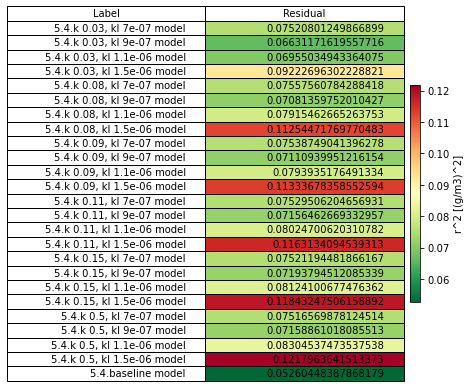 Label Residual
5.4.k 0.03, kl 7e-07 model 0.07520801249866899
5.4.k 0.03, kl 9e-07 model 0.06631171619557716
5.4.k 0.03, kl 1.1e-06 model 0.06955034943364075
5.4.k 0.03, kl 1.5e-06 model 0.09222696302228821
5.4.k 0.08, kl 7e-07 model 0.07557560784288418
5.4.k 0.08, kl 9e-07 model 0.07081359752010427
5.4.k 0.08, kl 1.1e-06 model 0.07915462665263753
5.4.k 0.08, kl 1.5e-06 model 0.11254471769770483
5.4.k 0.09, kl 7e-07 model 0.07538749041396278
5.4.k 0.09, kl 9e-07 model 0.07110939951216154
5.4.k 0.09, kl 1.1e-06 model 0.0793935176491334
5.4.k 0.09, kl 1.5e-06 model 0.11333678358552594
5.4.k 0.11, kl 7e-07 model 0.07529506204656931
5.4.k 0.11, kl 9e-07 model 0.07156462669332957
5.4.k 0.11, kl 1.1e-06 model 0.08024700620310782
5.4.k 0.11, kl 1.5e-06 model 0.1163134094539313
5.4.k 0.15, kl 7e-07 model 0.07521194481866167
5.4.k 0.15, kl 9e-07 model 0.07193794512085339
5.4.k 0.15, kl 1.1e-06 model 0.08124100677476362
5.4.k 0.15, kl 1.5e-06 model 0.11843247506158892
5.4.k 0.5, kl 7e-07 model 0.07516569878124514
5.4.k 0.5, kl 9e-07 model 0.07158861018085513
5.4.k 0.5, kl 1.1e-06 model 0.08304537473537538
5.4.k 0.5, kl 1.5e-06 model 0.1217963641513373
5.4.baseline model 0.05260448387868179
0.12
0.11
0.10
0.09
0.08
0.07
0.06
r^2 [(g/m3)^2]